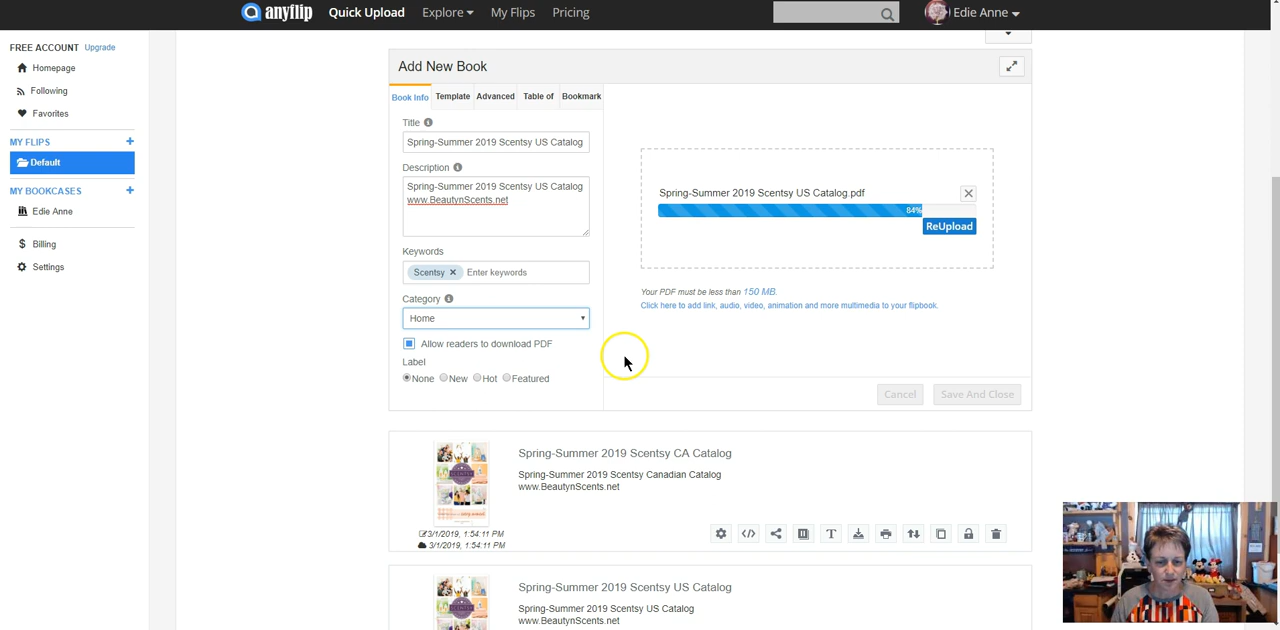 anyflip Quick Upload Explore My Flips Pricing Edie Anne
FREE ACCOUNT Upgrade
Homepage
Following
Favorites
MY FLIPS +
Default
MY BOOKCASES +
Edie Anne
$ Billing
Settings
Add New Book
Book Info Template Advanced Table of Bookmark
Title
Spring-Summer 2019 Scentsy US Catalog
Description
Spring-Summer 2019 Scentsy US Catalog
www.BeautynScents.net
Keywords
Scentsy Enter keywords
Category
Home
Allow readers to download PDF
Label
None New Hot Featured
Spring-Summer 2019 Scentsy US Catalog.pdf
84%
ReUpload
Your PDF must be less than 150 MB.
Click here to add link, audio, video, animation and more multimedia to your flipbook.
Cancel Save And Close
Spring-Summer 2019 Scentsy CA Catalog
Spring-Summer 2019 Scentsy Canadian Catalog
www.BeautynScents.net
3/1/2019, 1:54:11 PM
3/1/2019, 1:54:11 PM
Spring-Summer 2019 Scentsy US Catalog
Spring-Summer 2019 Scentsy US Catalog
www.BeautynScents.net